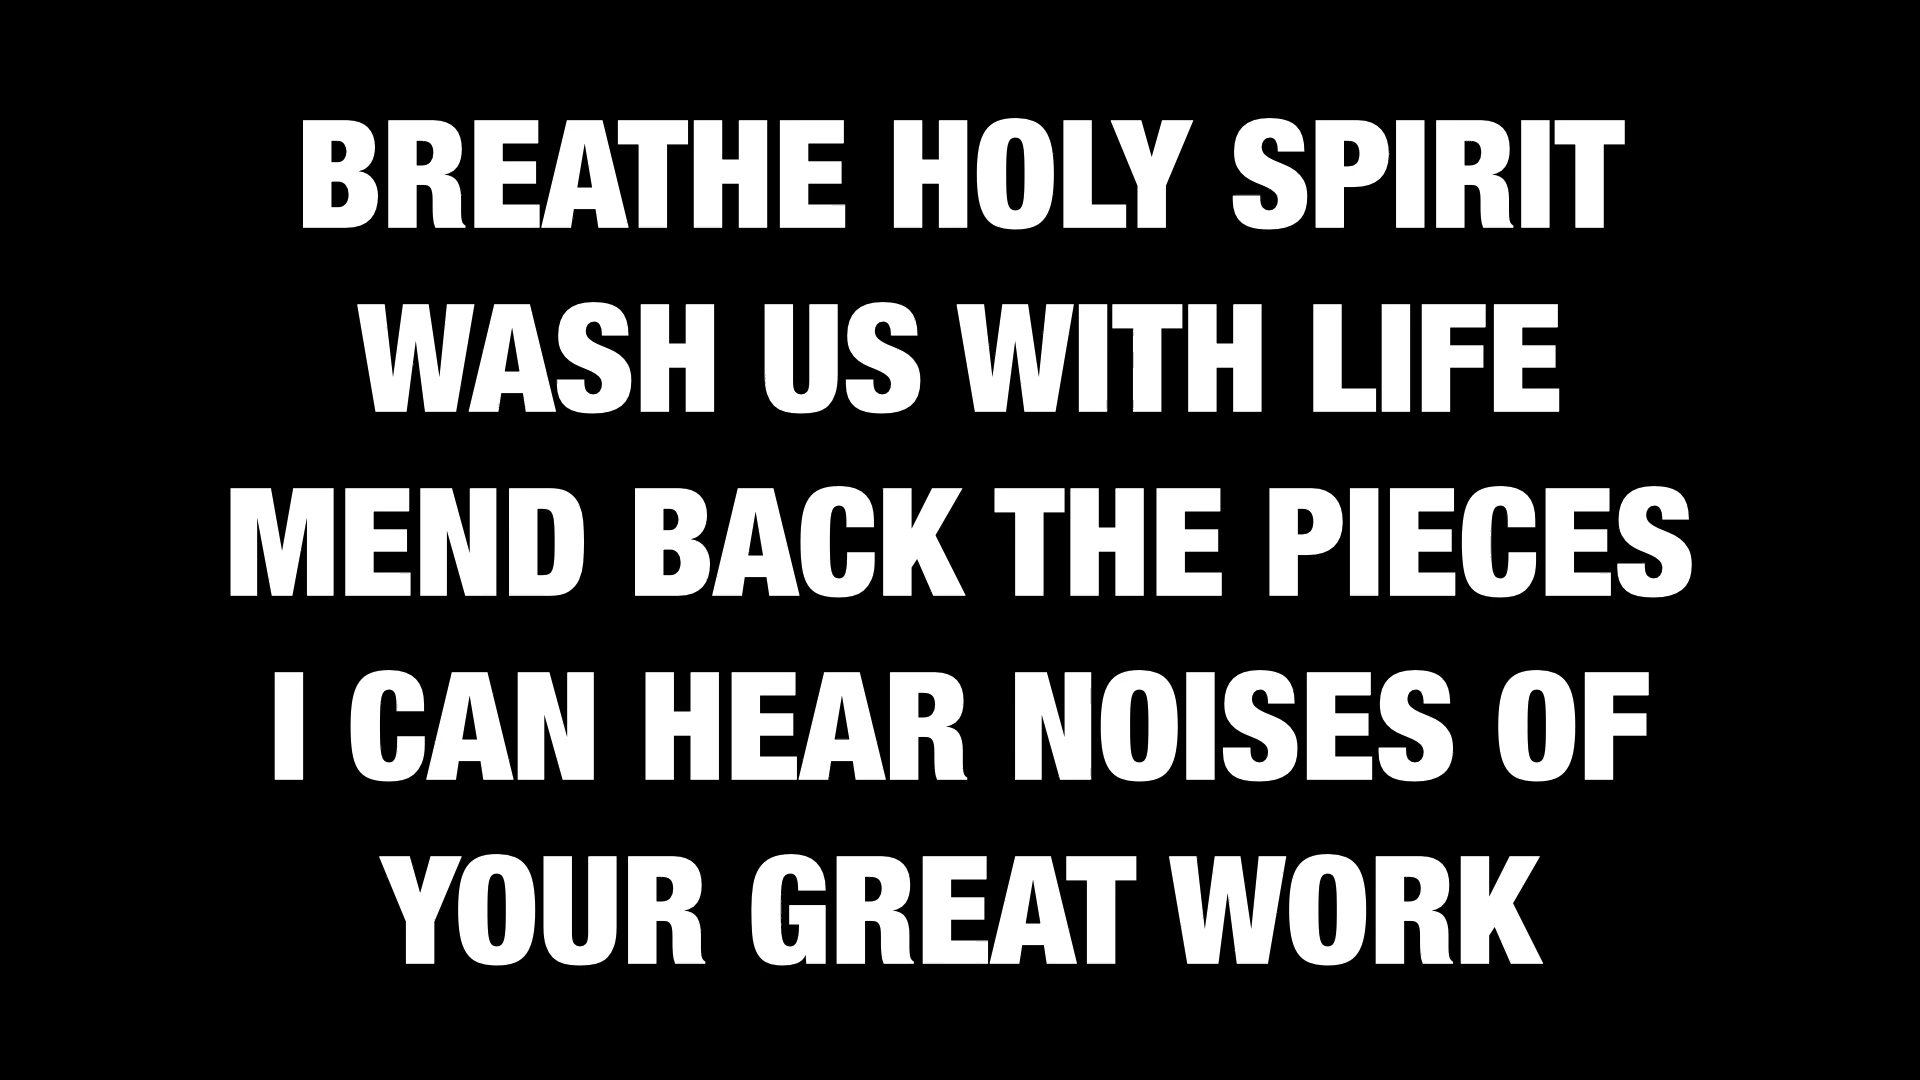 BREATHE HOLY SPIRIT
WASH US WITH LIFE
MEND BACK THE PIECES
I CAN HEAR NOISES OF
YOUR GREAT WORK